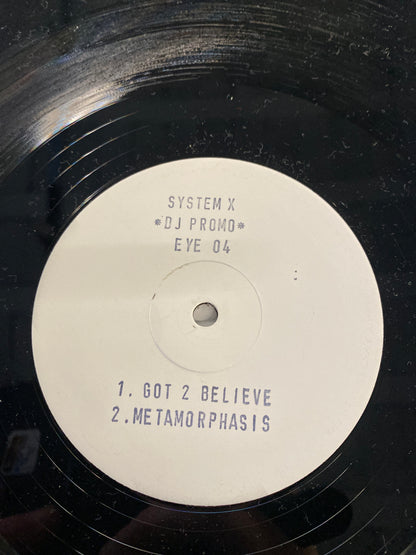 SYSTEM X
*DJ PROMO*
EYE 04
1. GOT 2 BELIEVE
2.METAMORPHASIS